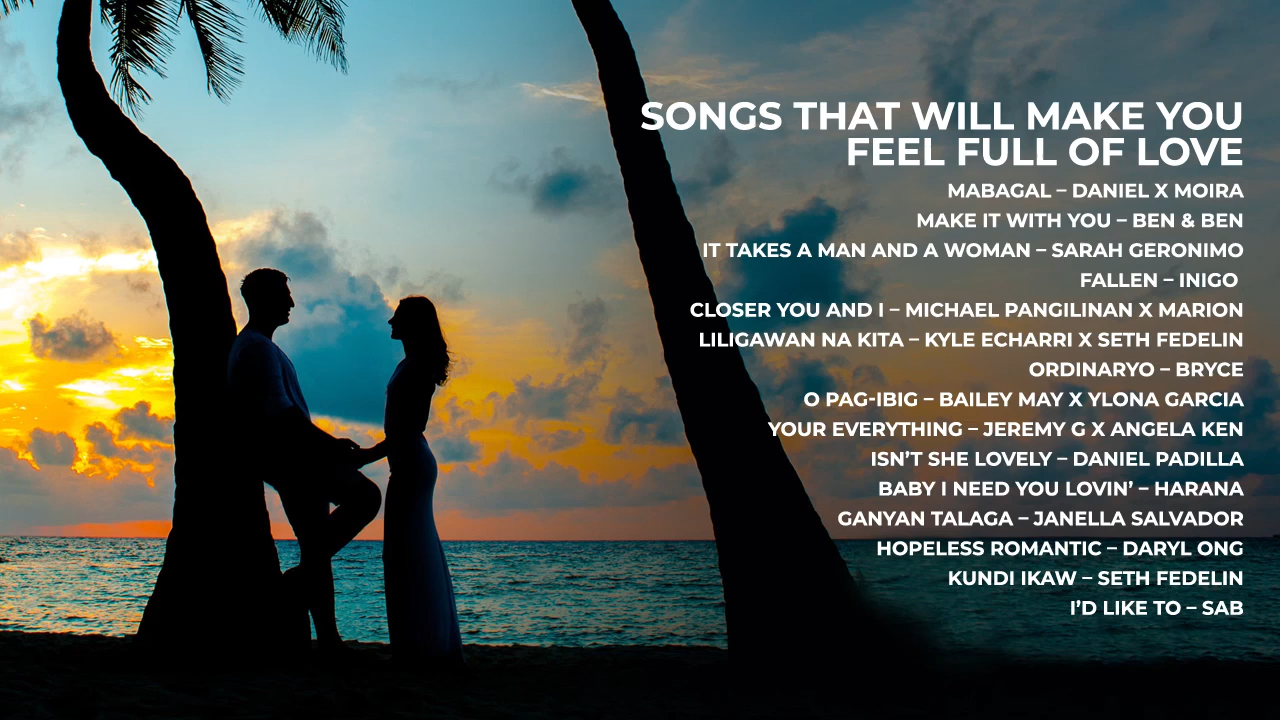 SONGS THAT WILL MAKE YOU
FEEL FULL OF LOVE
MABAGAL – DANIEL X MOIRA
MAKE IT WITH YOU – BEN & BEN
IT TAKES A MAN AND A WOMAN – SARAH GERONIMO
FALLEN – INIGO
CLOSER YOU AND I – MICHAEL PANGILINAN X MARION
LILIGAWAN NA KITA – KYLE ECHARRI X SETH FEDELIN
ORDINARYO – BRYCE
O PAG-IBIG – BAILEY MAY X YLONA GARCIA
YOUR EVERYTHING – JEREMY G X ANGELA KEN
ISN’T SHE LOVELY – DANIEL PADILLA
BABY I NEED YOU LOVIN’ – HARANA
GANYAN TALAGA – JANELLA SALVADOR
HOPELESS ROMANTIC – DARYL ONG
KUNDI IKAW – SETH FEDELIN
I’D LIKE TO – SAB